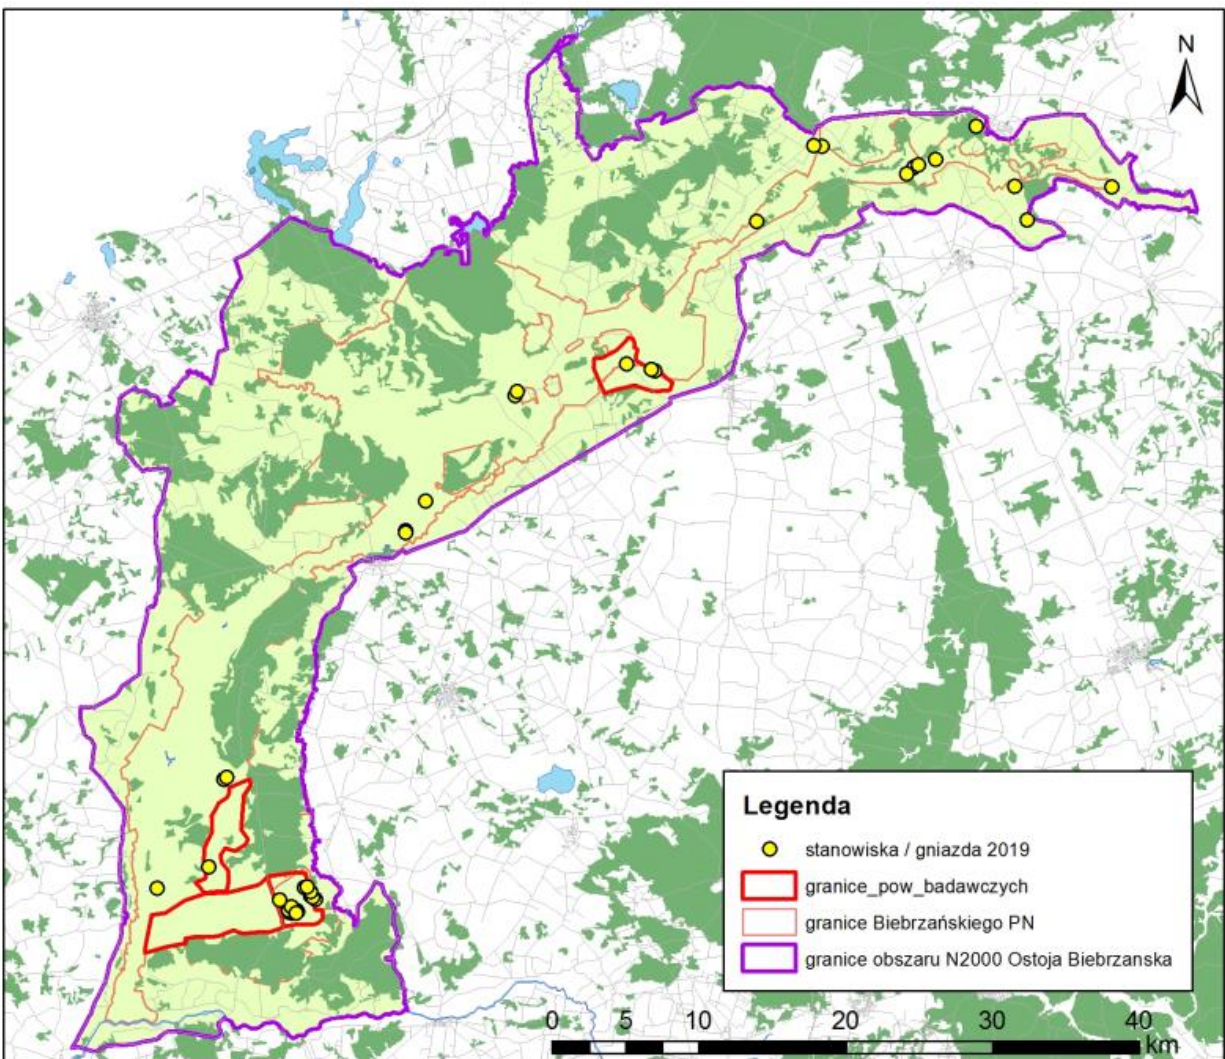 N
Legenda
stanowiska / gniazda 2019
granice_pow_badawczych
granice Biebrzańskiego PN
granice obszaru N2000 Ostoja Biebrzanska
0 5 10 20 30 40
km